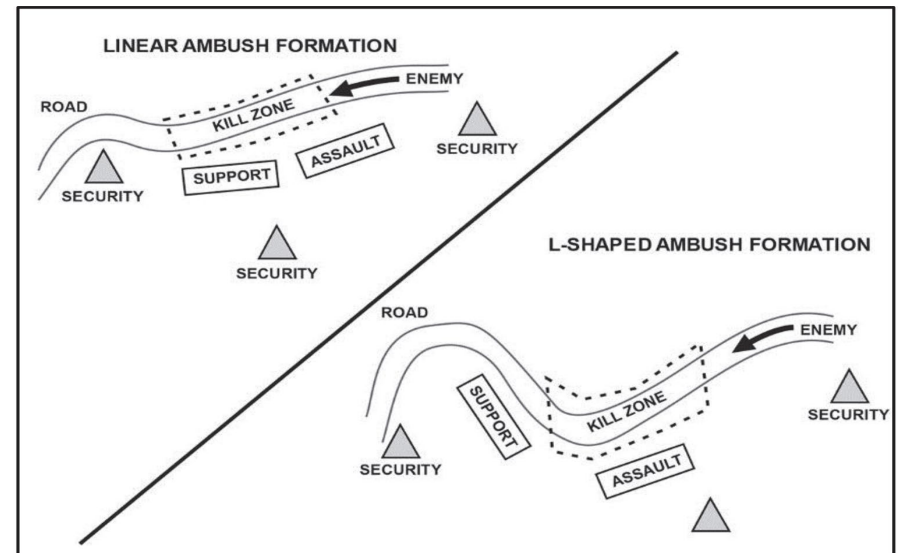 LINEAR AMBUSH FORMATION
ENEMY
ROAD
KILL ZONE
ASSAULT
SECURITY
SUPPORT
SECURITY
SECURITY
L-SHAPED AMBUSH FORMATION
ROAD
ENEMY
SUPPORT
KILL ZONE
SECURITY
SECURITY
ASSAULT